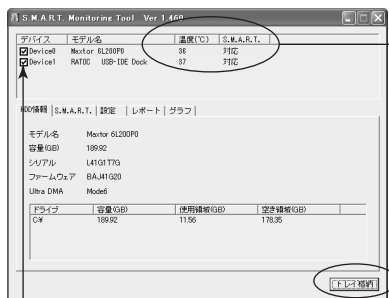 S.M.A.R.T. Monitoring Tool Ver 1.460
デバイス モデル名 温度(℃) S.M.A.R.T.
Device0 Maxtor 6L200P0 36 対応
Device1 RATOC USB-IDE Dock 37 対応
HDD情報 S.M.A.R.T. 設定 レポート グラフ
モデル名 Maxtor 6L200P0
容量(GB) 189.92
シリアル L41G1T7G
ファームウェア BAJ41G20
Ultra DMA Mode6
ドライブ 容量(GB) 使用領域(GB) 空き領域(GB)
C:¥ 189.92 11.56 178.35
トレイ格納